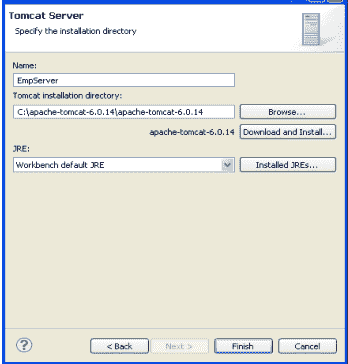 Tomcat Server
Specify the installation directory
Name:
EmpServer
Tomcat installation directory:
C:\apache-tomcat-6.0.14\apache-tomcat-6.0.14
Browse...
apache-tomcat-6.0.14
Download and Install...
JRE:
Workbench default JRE
Installed JREs...
?
< Back
Next >
Finish
Cancel